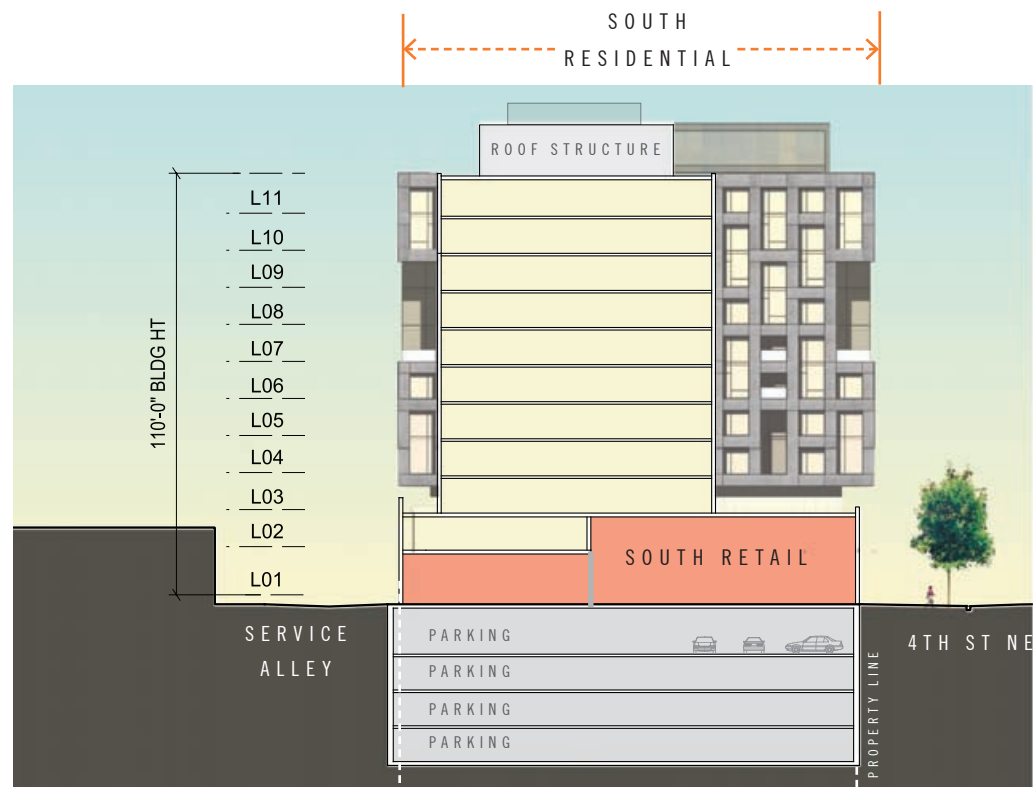 SOUTH
RESIDENTIAL
ROOF STRUCTURE
L11
L10
L09
L08
L07
L06
L05
L04
L03
L02
L01
110'-0" BLDG HT
SOUTH RETAIL
SERVICE
ALLEY
PARKING
PARKING
PARKING
PARKING
PROPERTY LINE
4TH ST NE